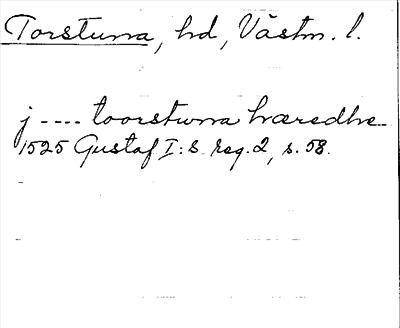 Torstuna, hd, Västm. l.
j ---- toorstwna hæredhe
1525 Gustaf I:s reg. 2, s. 58.